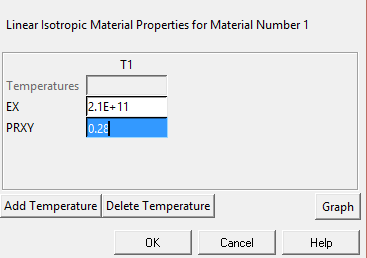 Linear Isotropic Material Properties for Material Number 1
T1
Temperatures
EX 2.1E+11
PRXY 0.28
Add Temperature Delete Temperature Graph
OK Cancel Help